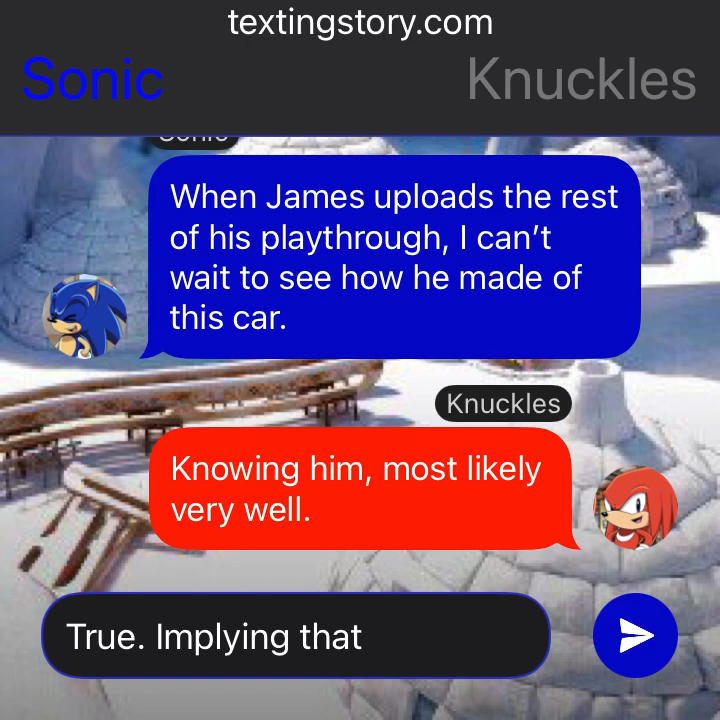 textingstory.com
Sonic
Knuckles
Sonic
When James uploads the rest
of his playthrough, I can’t
wait to see how he made of
this car.
Knuckles
Knowing him, most likely
very well.
True. Implying that